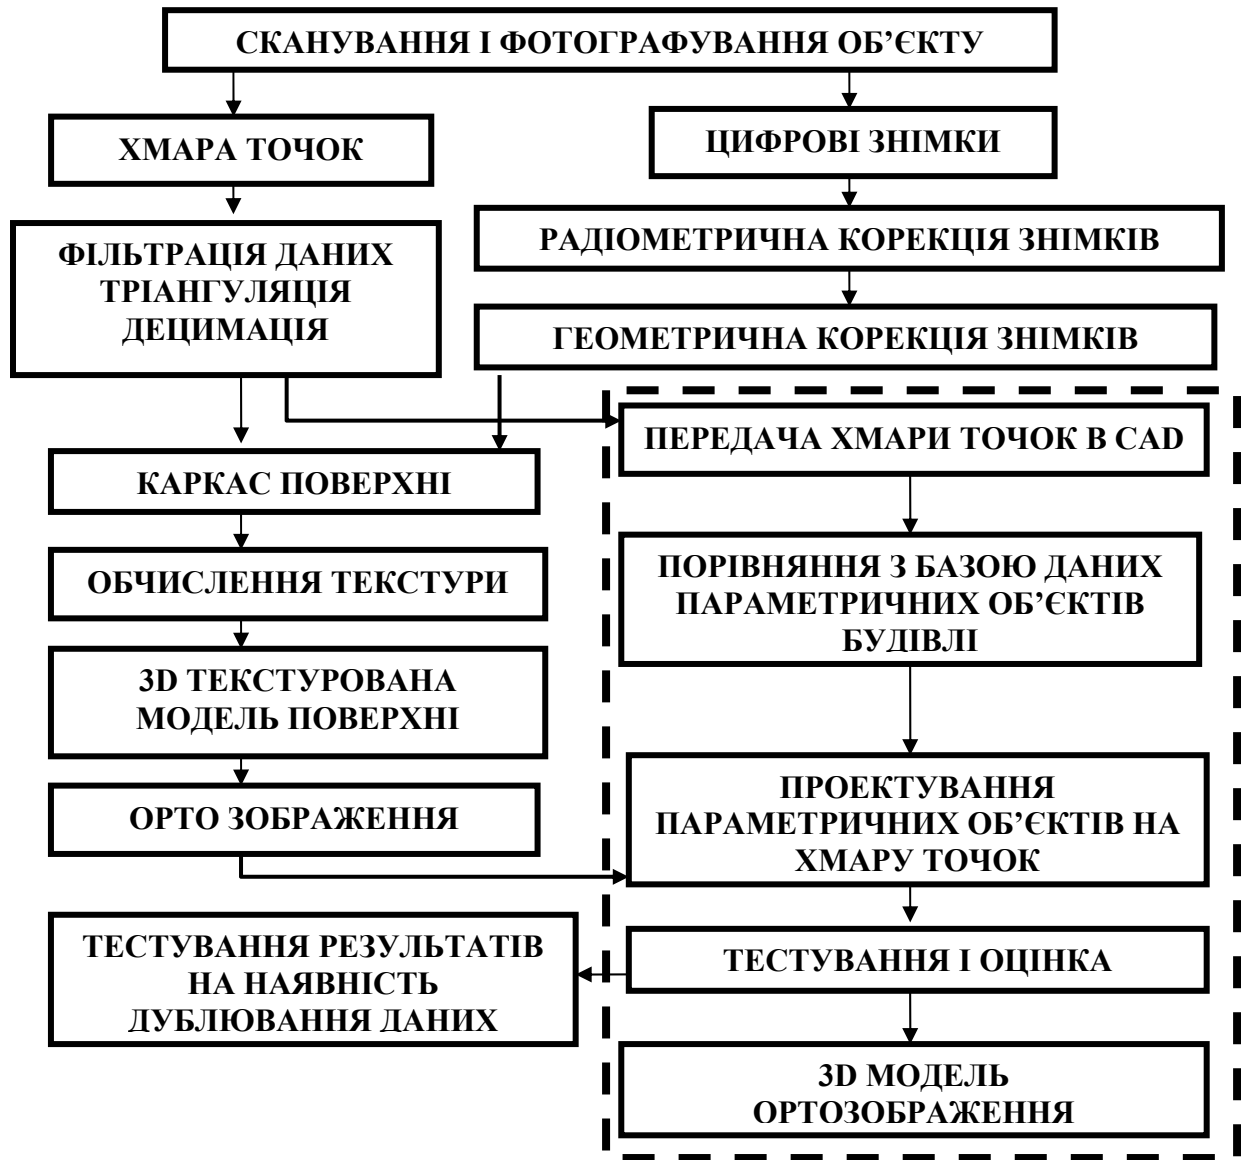 СКАНУВАННЯ І ФОТОГРАФУВАННЯ ОБ’ЄКТУ
ХМАРА ТОЧОК
ЦИФРОВІ ЗНІМКИ
РАДІОМЕТРИЧНА КОРЕКЦІЯ ЗНІМКІВ
ФІЛЬТРАЦІЯ ДАНИХ
ТРІАНГУЛЯЦІЯ
ДЕЦИМАЦІЯ
ГЕОМЕТРИЧНА КОРЕКЦІЯ ЗНІМКІВ
ПЕРЕДАЧА ХМАРИ ТОЧОК В CAD
КАРКАС ПОВЕРХНІ
ОБЧИСЛЕННЯ ТЕКСТУРИ
ПОРІВНЯННЯ З БАЗОЮ ДАНИХ
ПАРАМЕТРИЧНИХ ОБ’ЄКТІВ
БУДІВЛІ
3D ТЕКСТУРОВАНА
МОДЕЛЬ ПОВЕРХНІ
ОРТО ЗОБРАЖЕННЯ
ПРОЕКТУВАННЯ
ПАРАМЕТРИЧНИХ ОБ’ЄКТІВ НА
ХМАРУ ТОЧОК
ТЕСТУВАННЯ РЕЗУЛЬТАТІВ
НА НАЯВНІСТЬ
ДУБЛЮВАННЯ ДАНИХ
ТЕСТУВАННЯ І ОЦІНКА
3D МОДЕЛЬ
ОРТОЗОБРАЖЕННЯ